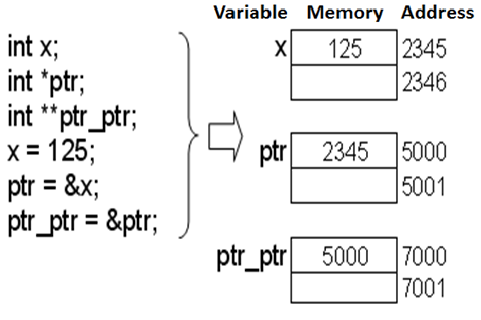 Variable Memory Address
int x;
int *ptr;
int **ptr_ptr;
x = 125;
ptr = &x;
ptr_ptr = &ptr;
x 125 2345
2346
ptr 2345 5000
5001
ptr_ptr 5000 7000
7001